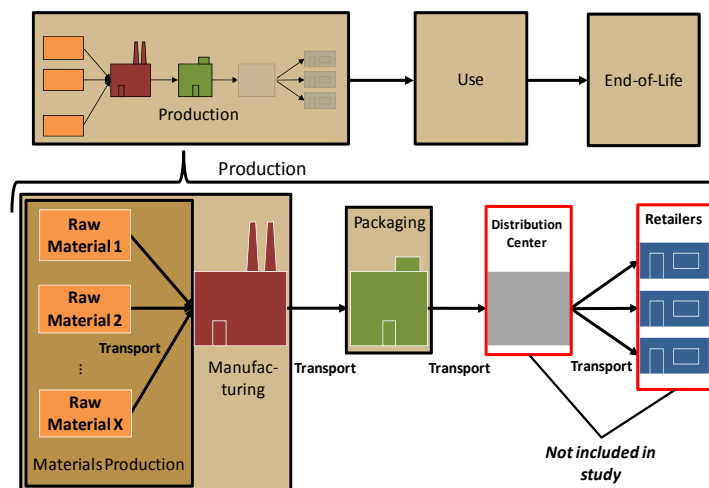 Production
Use
End-of-Life
Production
Raw
Material 1
Raw
Material 2
Transport
...
Raw
Material X
Materials Production
Manufac-
turing
Transport
Packaging
Transport
Distribution
Center
Transport
Retailers
Not included in
study